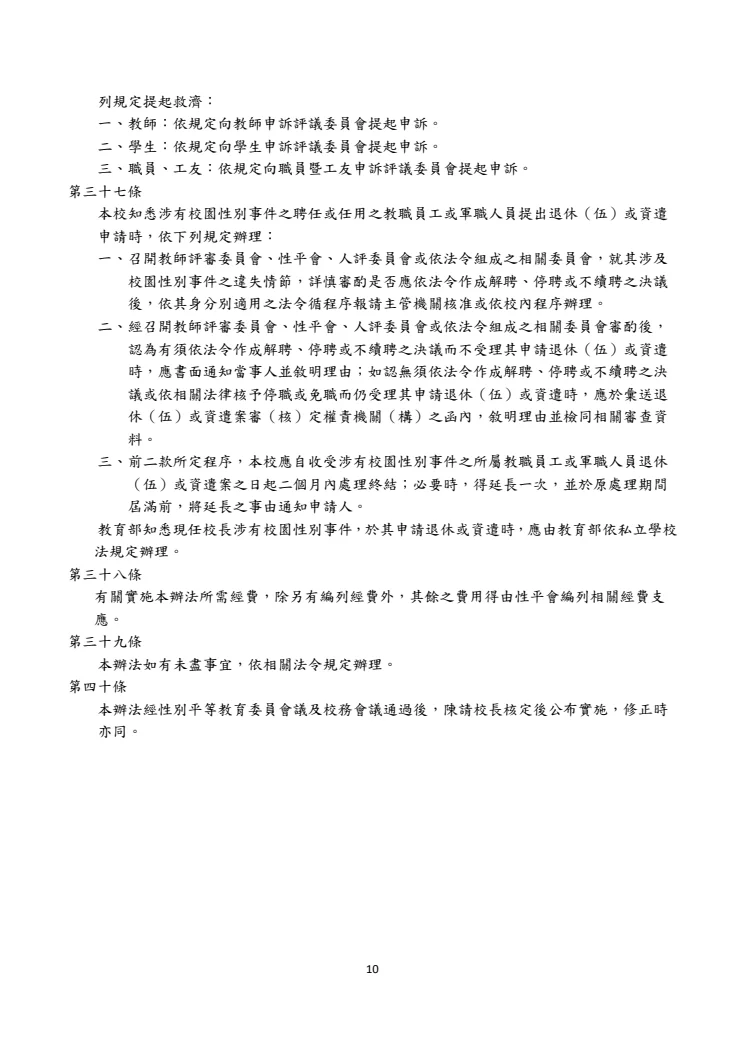 列規定提起救濟：
一、教師：依規定向教師申訴評議委員會提起申訴。
二、學生：依規定向學生申訴評議委員會提起申訴。
三、職員、工友：依規定向職員暨工友申訴評議委員會提起申訴。
第三十七條
本校知悉涉有校園性別事件之聘任或任用之教職員工或軍職人員提出退休（伍）或資遣
申請時，依下列規定辦理：
一、召開教師評審委員會、性平會、人評委員會或依法令組成之相關委員會，就其涉及
校園性別事件之違失情節，詳慎審酌是否應依法令作成解聘、停聘或不續聘之決議
後，依其身分別適用之法令循程序報請主管機關核准或依校內程序辦理。
二、經召開教師評審委員會、性平會、人評委員會或依法令組成之相關委員會審酌後，
認為有須依法令作成解聘、停聘或不續聘之決議而不受理其申請退休（伍）或資遣
時，應書面通知當事人並敘明理由；如認無須依法令作成解聘、停聘或不續聘之決
議或依相關法律核予停職或免職而仍受理其申請退休（伍）或資遣時，應於彙送退
休（伍）或資遣案審（核）定權責機關（構）之函內，敘明理由並檢同相關審查資
料。
三、前二款所定程序，本校應自收受涉有校園性別事件之所屬教職員工或軍職人員退休
（伍）或資遣案之日起二個月內處理終結；必要時，得延長一次，並於原處理期間
屆滿前，將延長之事由通知申請人。
教育部知悉現任校長涉有校園性別事件，於其申請退休或資遣時，應由教育部依私立學校
法規定辦理。
第三十八條
有關實施本辦法所需經費，除另有編列經費外，其餘之費用得由性平會編列相關經費支
應。
第三十九條
本辦法如有未盡事宜，依相關法令規定辦理。
第四十條
本辦法經性別平等教育委員會議及校務會議通過後，陳請校長核定後公布實施，修正時
亦同。
10